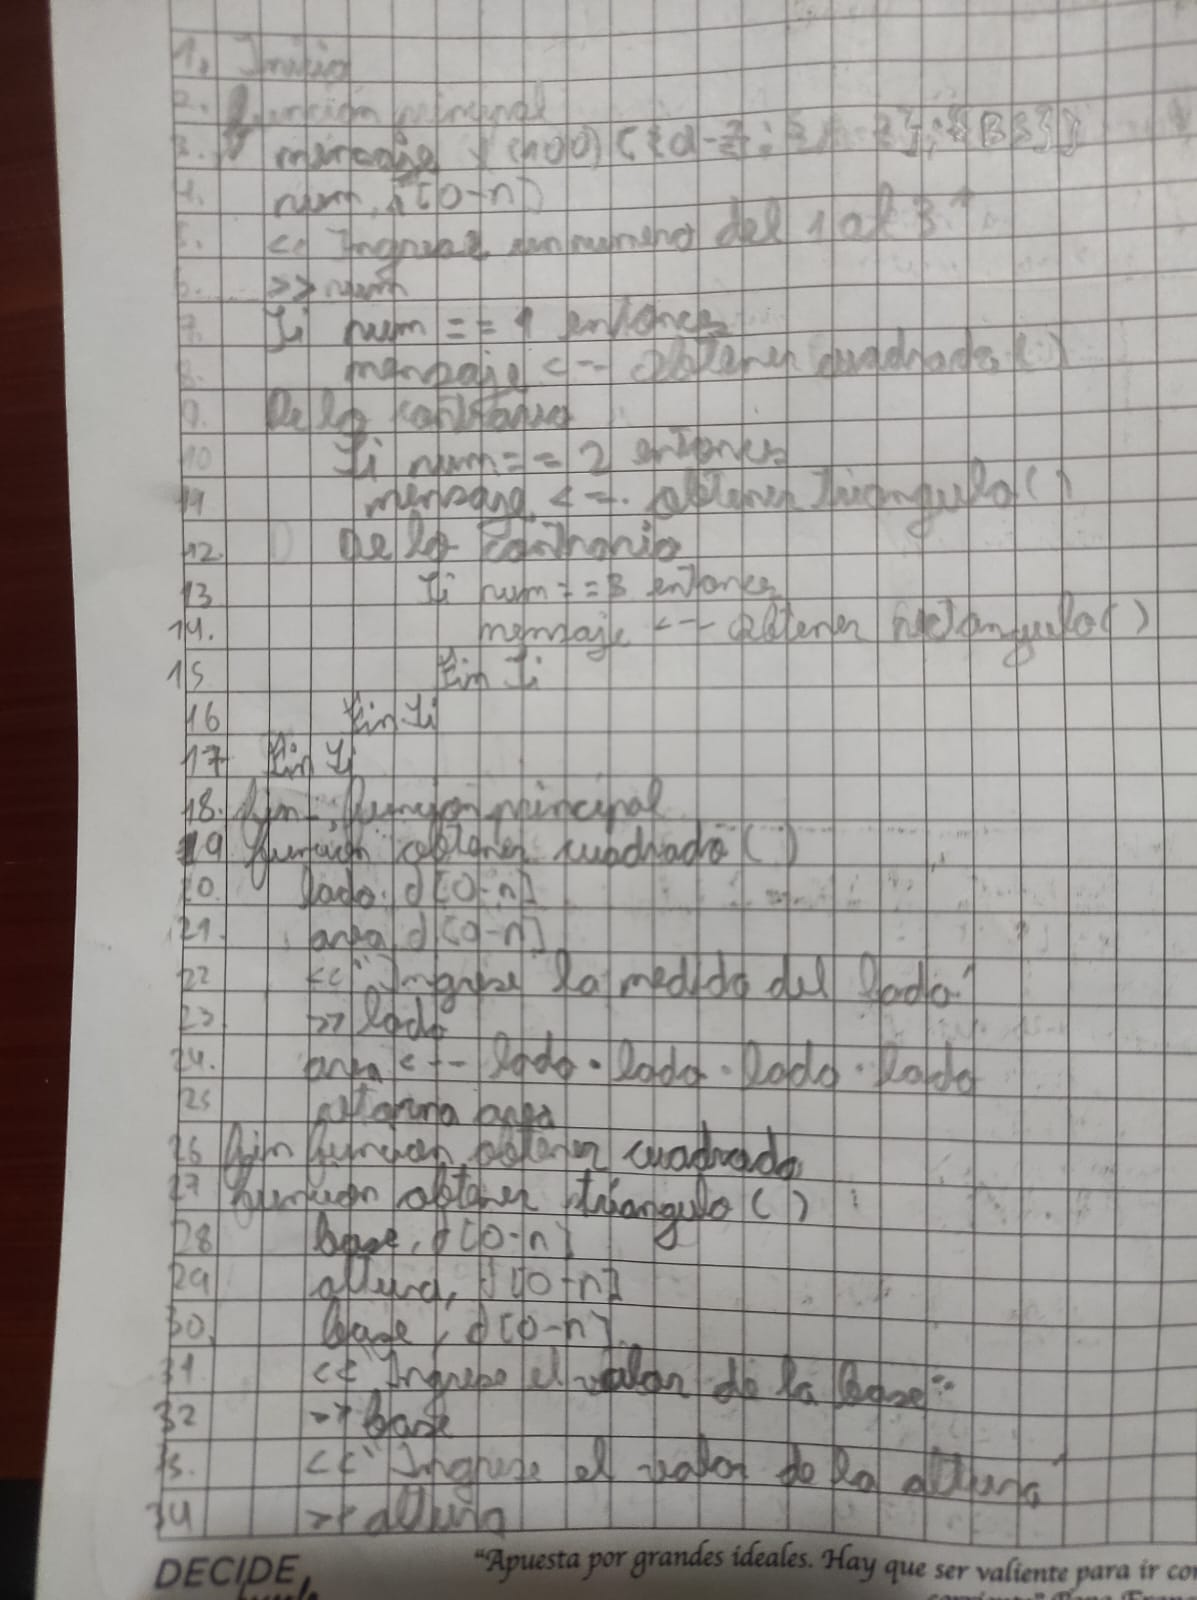 1. Inicio
2. función principal
3. mensaje (100)
4. num, i [0-n]
5. << Ingrese un numero del 1 al 3"
6. >> num
7. Si num == 1 entonces
8. mensaje <-- obtener cuadrado ( )
9. De lo contrario
10 Si num == 2 entonces
11 mensaje <-- obtener triangulo ( )
12. De lo contrario
13 Si num == 3 entonces
14. mensaje <-- obtener rectangulo ( )
15 Fin Si
16 Fin Si
17 Fin Si
18. fin función principal
19 función obtener cuadrado ( )
20. lado, d [0-n]
21. area, d [0-n]
22 <<"Ingrese la medida del lado"
23 >> lado
24. area <-- lado . lado . lado . lado
25 retorna area
26 fin funcion obtener cuadrado
27 funcion obtener triangulo ( )
28 base, d [0-n]
29 altura, d [0-n]
30. base, d [0-n]
31 << Ingrese el valor de la base"
32 >> base
<<"Ingrese el valor de la altura"
34 >> altura
DECIDE,
"Apuesta por grandes ideales. Hay que ser valiente para ir